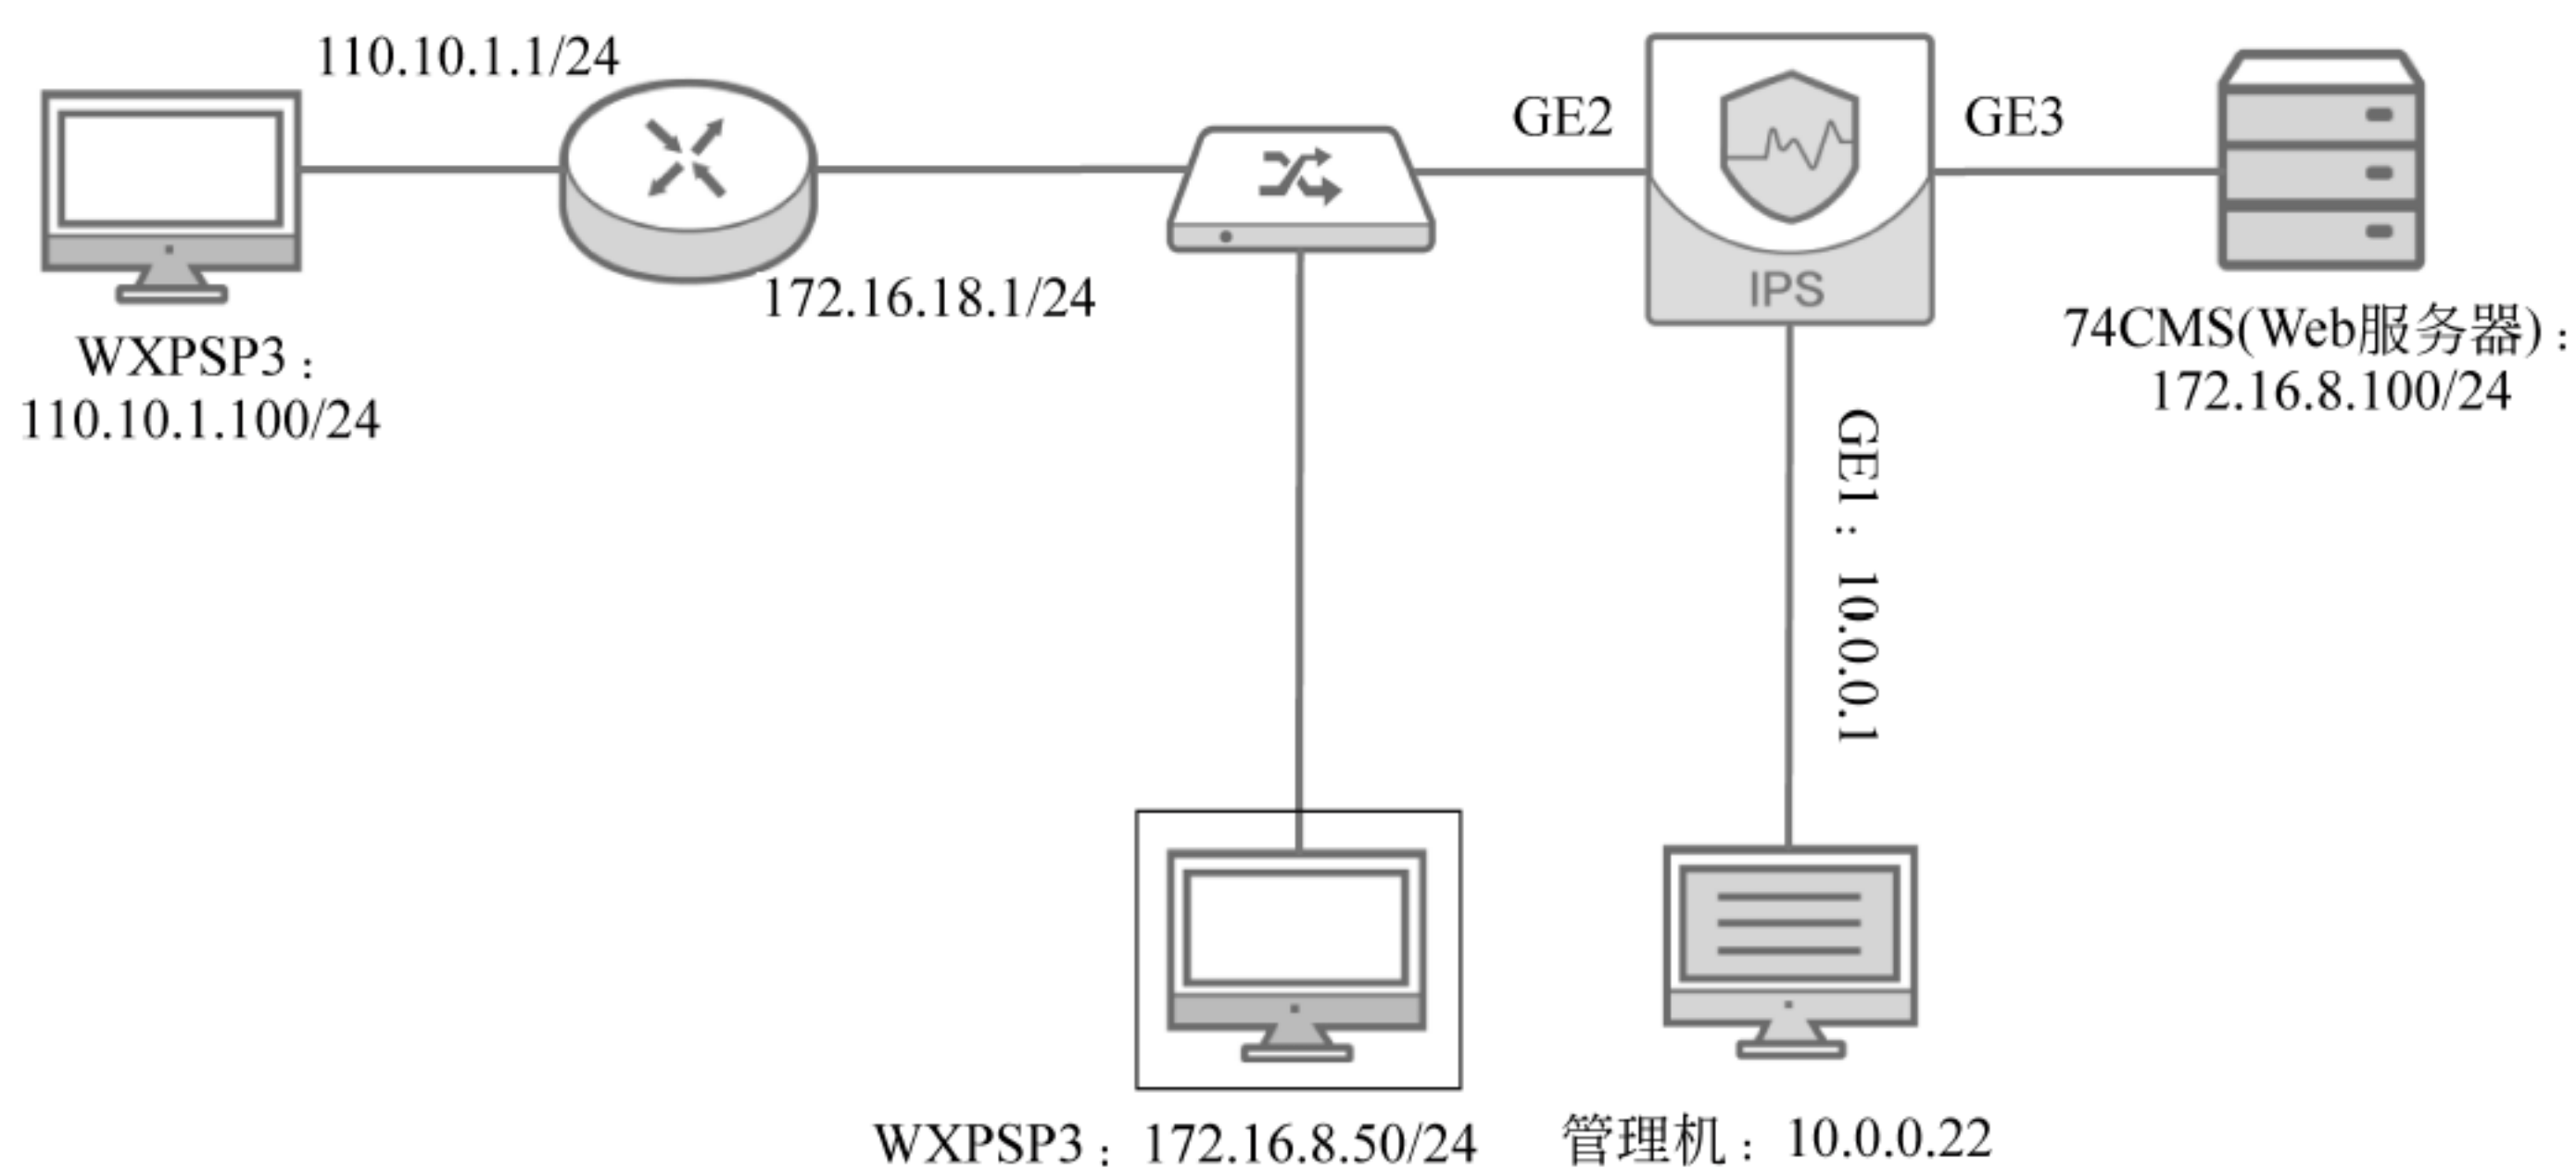 110.10.1.1/24
WXPSP3：
110.10.1.100/24
172.16.18.1/24
GE2
IPS
GE3
74CMS(Web服务器)：
172.16.8.100/24
GE1：10.0.0.1
WXPSP3：172.16.8.50/24
管理机：10.0.0.22